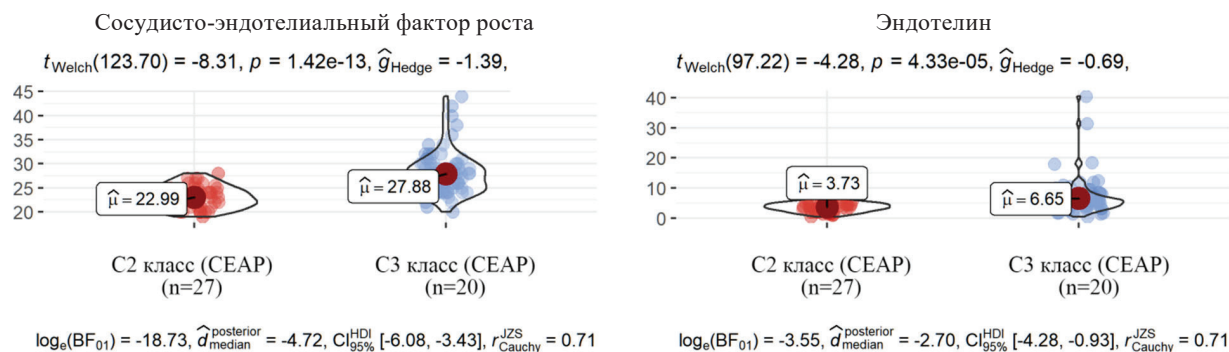 Сосудисто-эндотелиальный фактор роста
t_Welch(123.70) = -8.31, p = 1.42e-13, ĝ_Hedge = -1.39,
45
40
35
30
25
20
μ̂ = 22.99
μ̂ = 27.88
C2 класс (CEAP)
(n=27)
C3 класс (CEAP)
(n=20)
log_e(BF_01) = -18.73, d̂_median^posterior = -4.72, CI_95%^HDI [-6.08, -3.43], r_Cauchy^JZS = 0.71
Эндотелин
t_Welch(97.22) = -4.28, p = 4.33e-05, ĝ_Hedge = -0.69,
40
30
20
10
0
μ̂ = 3.73
μ̂ = 6.65
C2 класс (CEAP)
(n=27)
C3 класс (CEAP)
(n=20)
log_e(BF_01) = -3.55, d̂_median^posterior = -2.70, CI_95%^HDI [-4.28, -0.93], r_Cauchy^JZS = 0.71